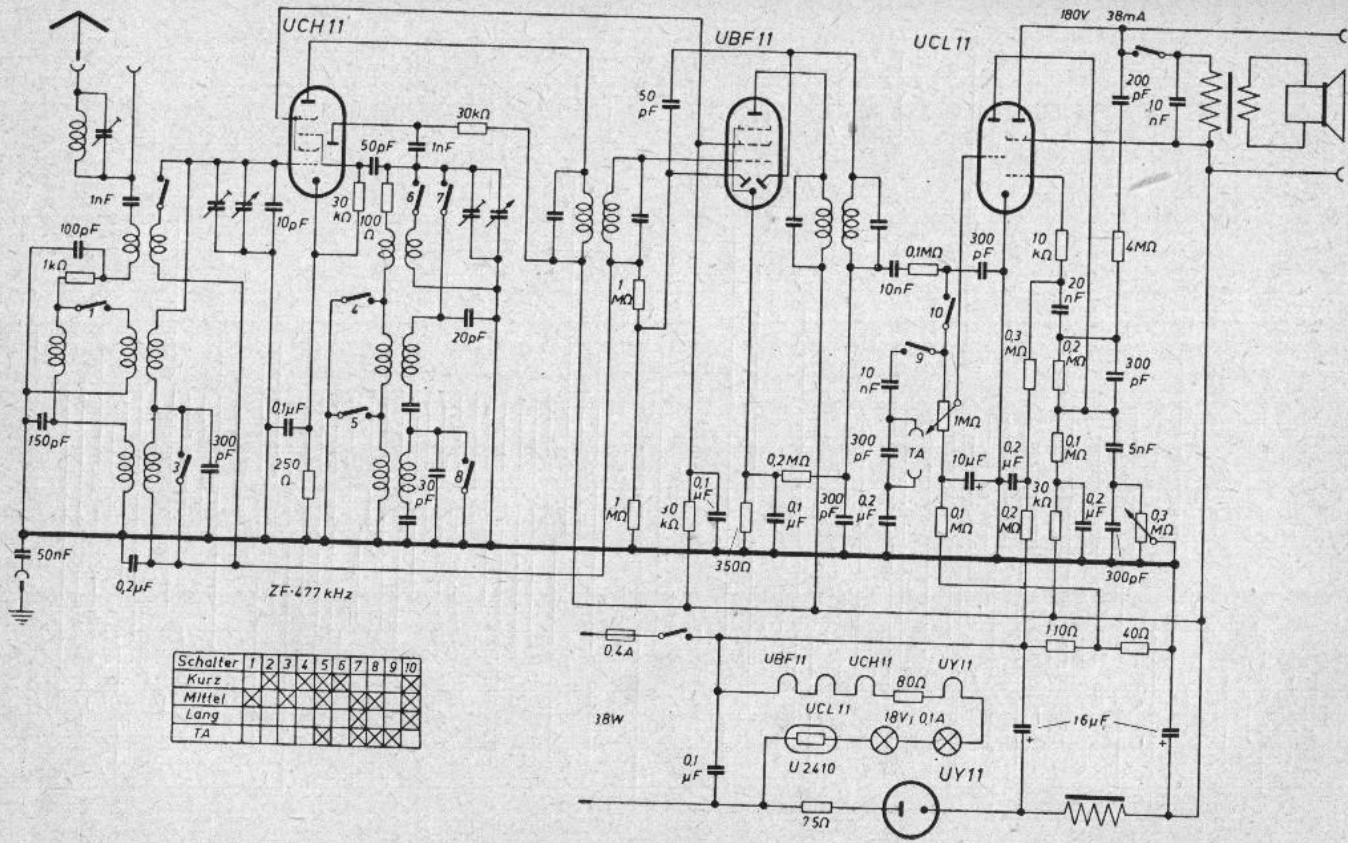 UCH11
UBF11
UCL11
180V 38mA
50 pF
200 pF
10 nF
30kΩ
50pF
1nF
1nF
100pF
1kΩ
10pF
30 kΩ
100 Ω
6
7
1
4
20pF
1 MΩ
0,1MΩ
10nF
300 pF
10 kΩ
4MΩ
20 nF
10
9
10 nF
0,3 MΩ
0,2 MΩ
300 pF
150pF
0,1µF
5
3
300 pF
250 Ω
30 pF
8
300 pF
TA
1MΩ
0,1 MΩ
5nF
0,2MΩ
10µF
0,2 µF
1 MΩ
30 kΩ
0,1 µF
350Ω
0,1 µF
300 pF
0,2 µF
0,1 MΩ
0,2 MΩ
30 kΩ
0,2 µF
300pF
0,3 MΩ
50nF
0,2µF
ZF·477 kHz
0,4A
110Ω
40Ω
Schalter 1 2 3 4 5 6 7 8 9 10
Kurz
Mittel
Lang
TA
UBF11
UCH11
UY11
UCL11
80Ω
38W
18V; 0,1A
U2410
16µF
0,1 µF
UY11
75Ω